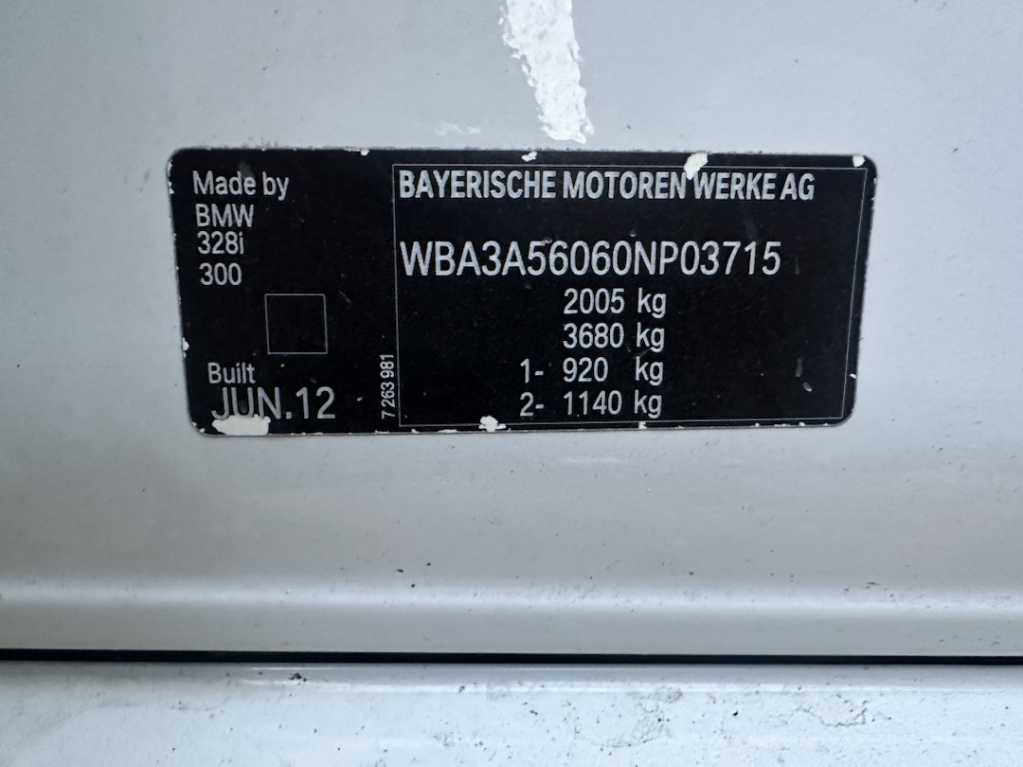 Made by
BMW
328i
300
Built
JUN.12
7 263 981
BAYERISCHE MOTOREN WERKE AG
WBA3A56060NP03715
2005 kg
3680 kg
1- 920 kg
2- 1140 kg